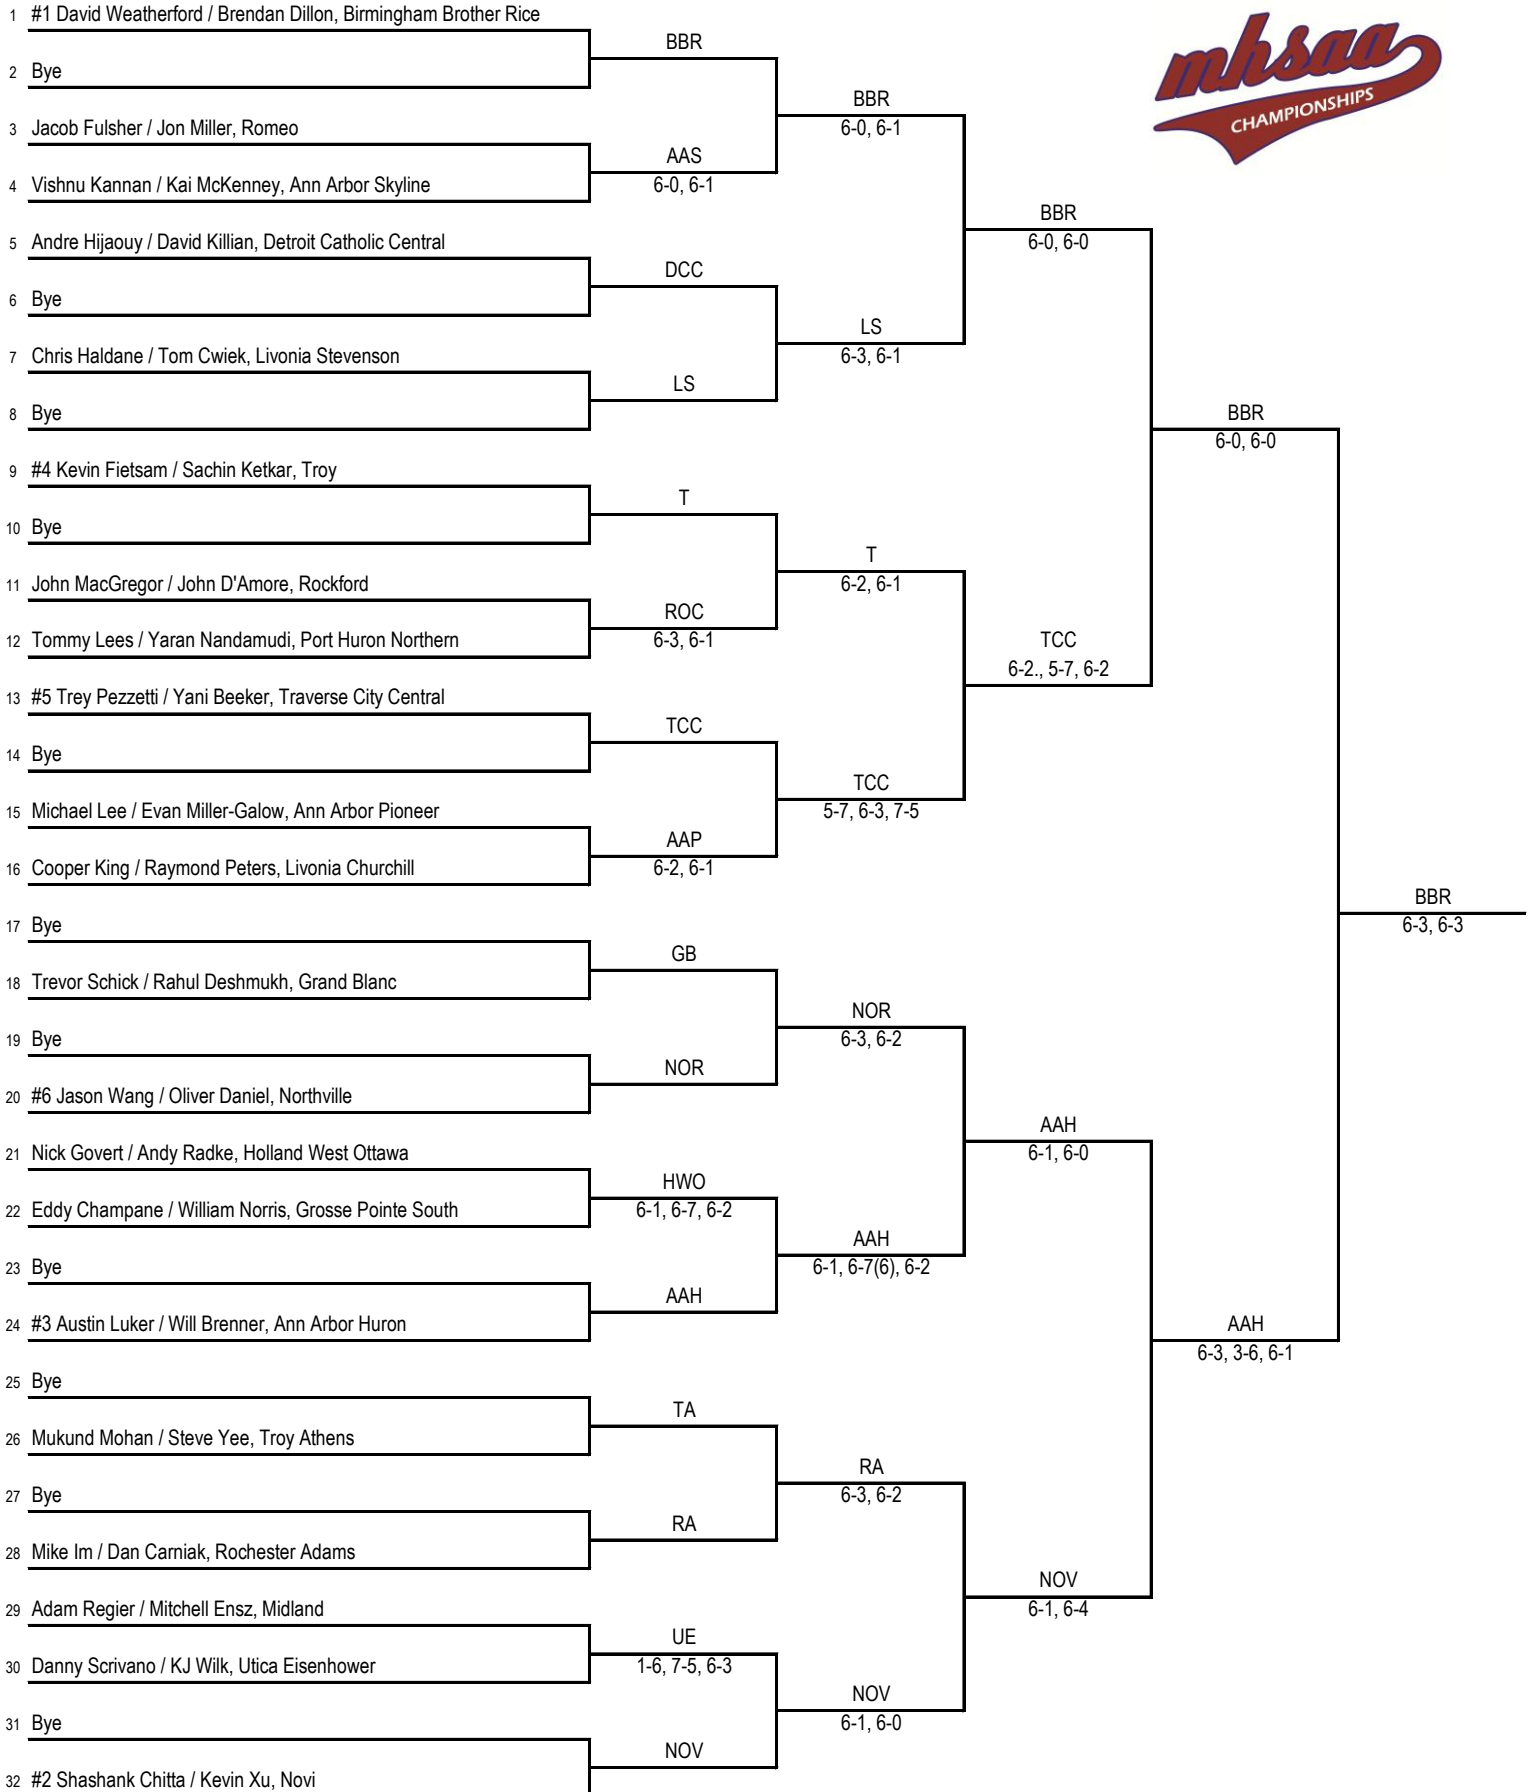 1 #1 David Weatherford / Brendan Dillon, Birmingham Brother Rice
BBR
2 Bye
BBR
6-0, 6-1
3 Jacob Fulsher / Jon Miller, Romeo
AAS
6-0, 6-1
4 Vishnu Kannan / Kai McKenney, Ann Arbor Skyline
BBR
6-0, 6-0
5 Andre Hijaouy / David Killian, Detroit Catholic Central
DCC
6 Bye
LS
6-3, 6-1
7 Chris Haldane / Tom Cwiek, Livonia Stevenson
LS
8 Bye
BBR
6-0, 6-0
9 #4 Kevin Fietsam / Sachin Ketkar, Troy
T
10 Bye
T
6-2, 6-1
11 John MacGregor / John D'Amore, Rockford
ROC
6-3, 6-1
12 Tommy Lees / Yaran Nandamudi, Port Huron Northern
TCC
6-2., 5-7, 6-2
13 #5 Trey Pezzetti / Yani Beeker, Traverse City Central
TCC
14 Bye
TCC
5-7, 6-3, 7-5
15 Michael Lee / Evan Miller-Galow, Ann Arbor Pioneer
AAP
6-2, 6-1
16 Cooper King / Raymond Peters, Livonia Churchill
BBR
6-3, 6-3
17 Bye
GB
18 Trevor Schick / Rahul Deshmukh, Grand Blanc
NOR
6-3, 6-2
19 Bye
NOR
20 #6 Jason Wang / Oliver Daniel, Northville
AAH
6-1, 6-0
21 Nick Govert / Andy Radke, Holland West Ottawa
HWO
6-1, 6-7, 6-2
22 Eddy Champane / William Norris, Grosse Pointe South
AAH
6-1, 6-7(6), 6-2
23 Bye
AAH
24 #3 Austin Luker / Will Brenner, Ann Arbor Huron
AAH
6-3, 3-6, 6-1
25 Bye
TA
26 Mukund Mohan / Steve Yee, Troy Athens
RA
6-3, 6-2
27 Bye
RA
28 Mike Im / Dan Carniak, Rochester Adams
NOV
6-1, 6-4
29 Adam Regier / Mitchell Ensz, Midland
UE
1-6, 7-5, 6-3
30 Danny Scrivano / KJ Wilk, Utica Eisenhower
NOV
6-1, 6-0
31 Bye
NOV
32 #2 Shashank Chitta / Kevin Xu, Novi
mhsaa
CHAMPIONSHIPS